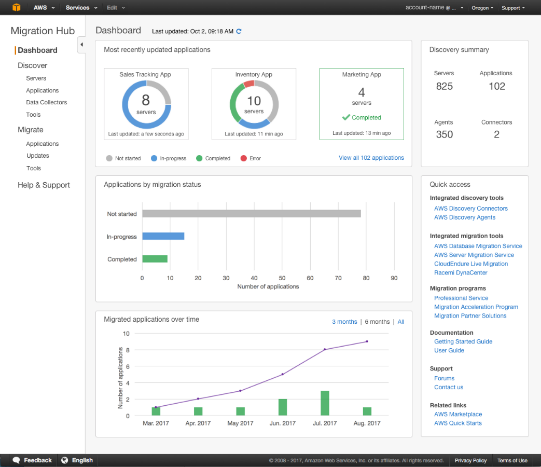 AWS Services Edit account-name @ ... Oregon Support
Migration Hub
Dashboard
Discover
Servers
Applications
Data Collectors
Tools
Migrate
Applications
Updates
Tools
Help & Support
Dashboard Last updated: Oct 2, 09:18 AM
Most recently updated applications
Sales Tracking App
8
servers
Last updated: a few seconds ago
Inventory App
10
servers
Last updated: 11 min ago
Marketing App
4
servers
Completed
Last updated: 13 min ago
Not started In-progress Completed Error
View all 102 applications
Discovery summary
Servers Applications
825 102
Agents Connectors
350 2
Applications by migration status
Not started
In-progress
Completed
0 10 20 30 40 50 60 70 80 90
Number of applications
Migrated applications over time
3 months | 6 months | All
Number of applications
10
8
6
4
2
0
Mar. 2017 Apr. 2017 May 2017 Jun. 2017 Jul. 2017 Aug. 2017
Quick access
Integrated discovery tools
AWS Discovery Connectors
AWS Discovery Agents
Integrated migration tools
AWS Database Migration Service
AWS Server Migration Service
CloudEndure Live Migration
Racemi DynaCenter
Migration programs
Professional Service
Migration Acceleration Program
Migration Partner Solutions
Documentation
Getting Started Guide
User Guide
Support
Forums
Contact us
Related links
AWS Marketplace
AWS Quick Starts
Feedback English © 2008 - 2017, Amazon Web Services, Inc. or its affiliates. All rights reserved. Privacy Policy Terms of Use